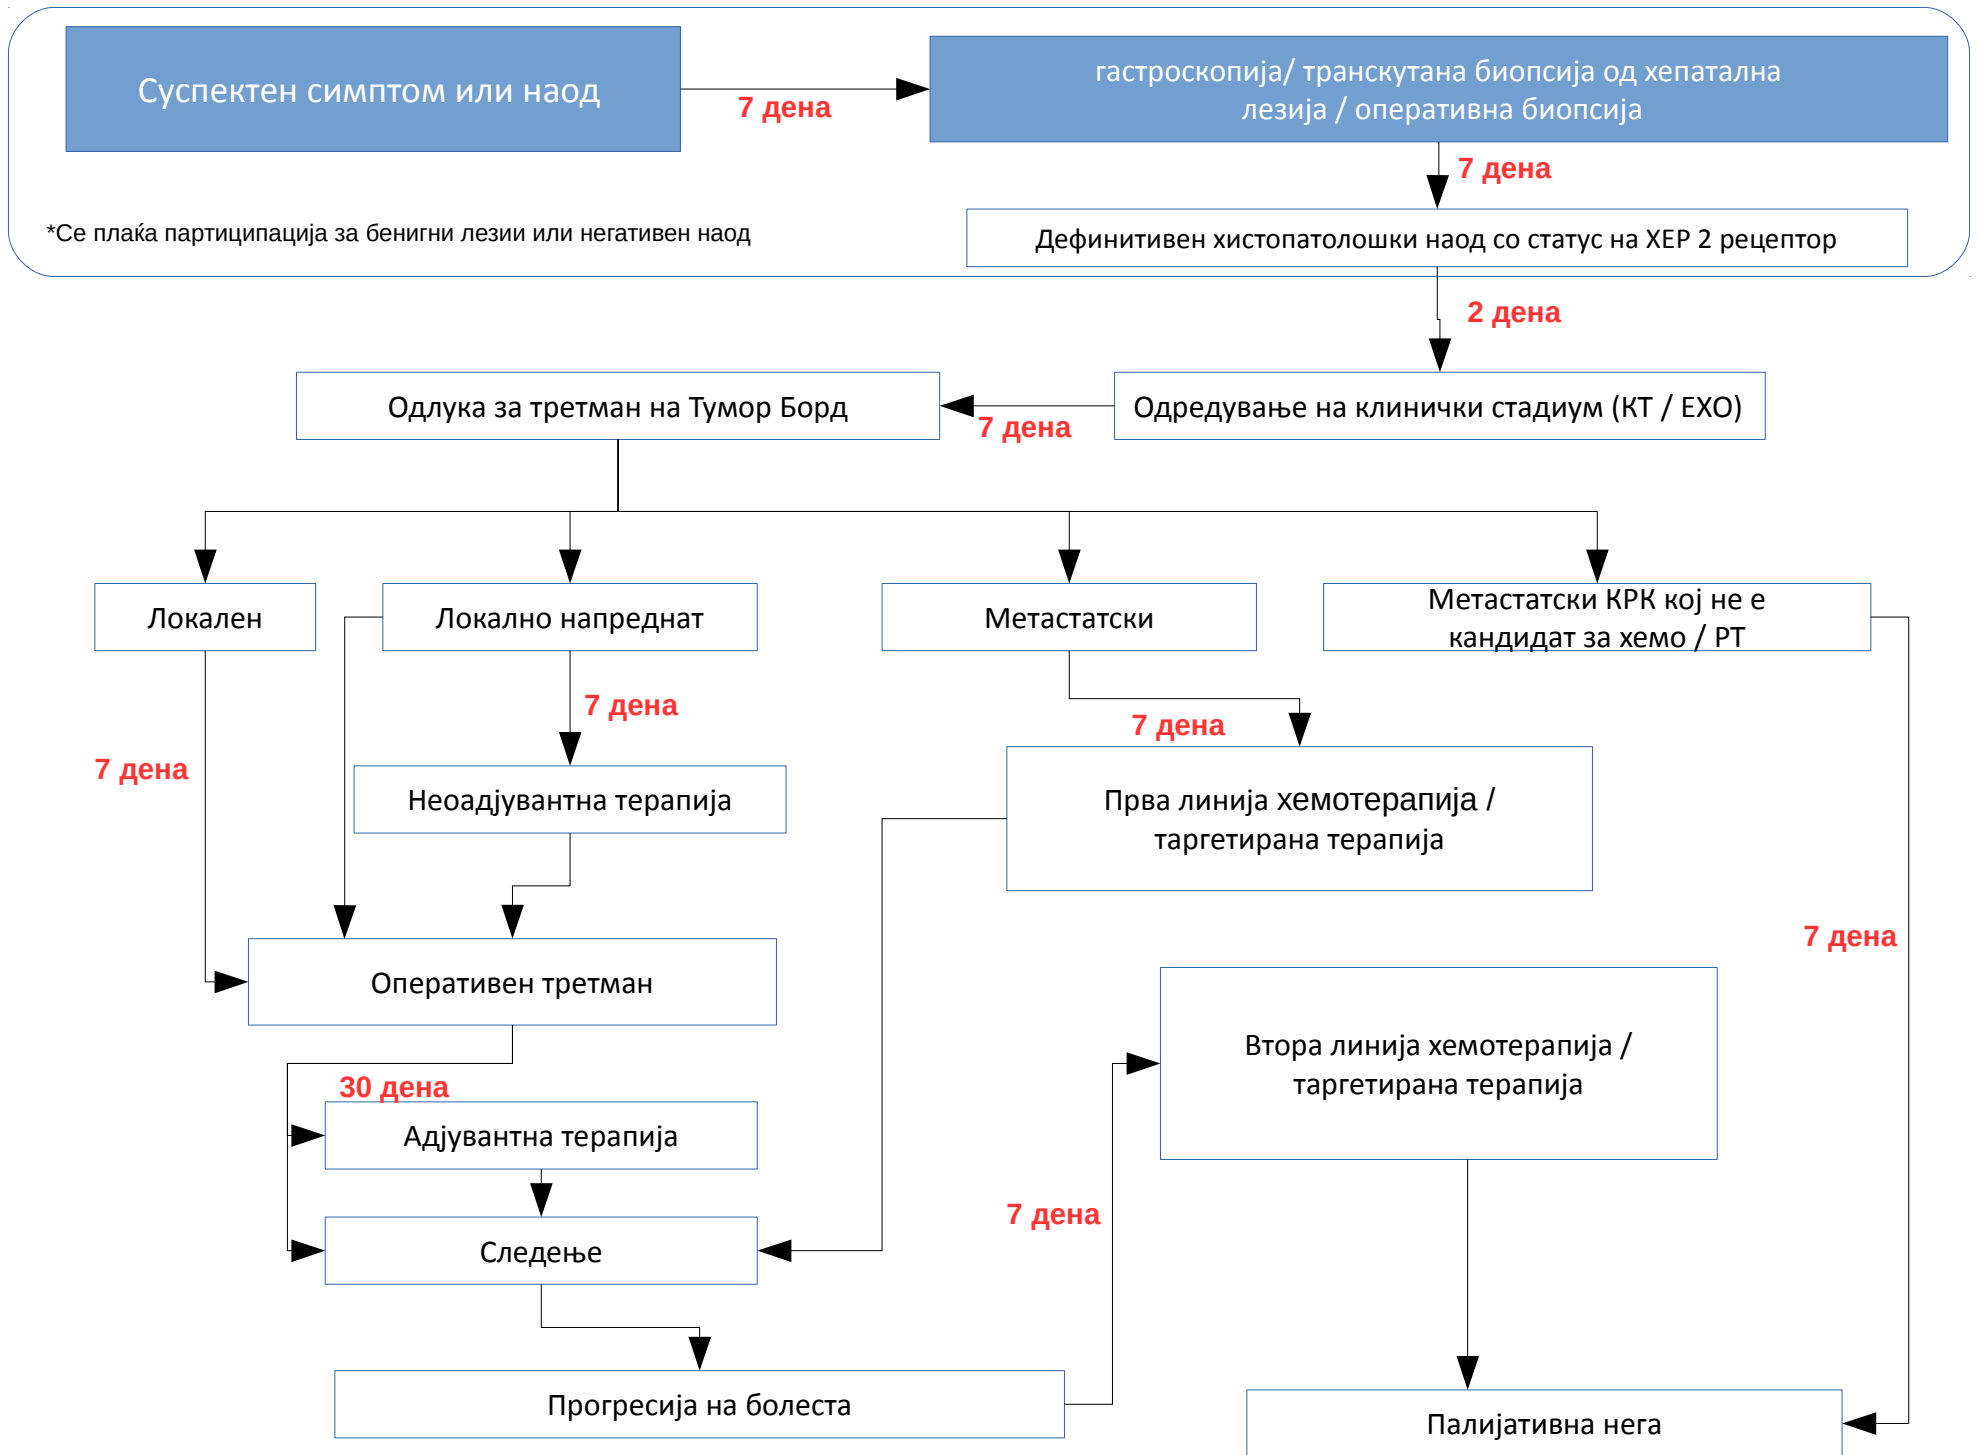 Суспектен симптом или наод
7 дена
гастроскопија/ транскутана биопсија од хепатална
лезија / оперативна биопсија
7 дена
*Се плаќа партиципација за бенигни лезии или негативен наод
Дефинитивен хистопатолошки наод со статус на ХЕР 2 рецептор
2 дена
Одлука за третман на Тумор Борд
7 дена
Одредување на клинички стадиум (КТ / ЕХО)
Локален
Локално напреднат
Метастатски
Метастатски КРК кој не е
кандидат за хемо / РТ
7 дена
7 дена
7 дена
Неоадјувантна терапија
Прва линија хемотерапија /
таргетирана терапија
7 дена
Оперативен третман
Втора линија хемотерапија /
таргетирана терапија
30 дена
Адјувантна терапија
7 дена
Следење
Прогресија на болеста
Палијативна нега